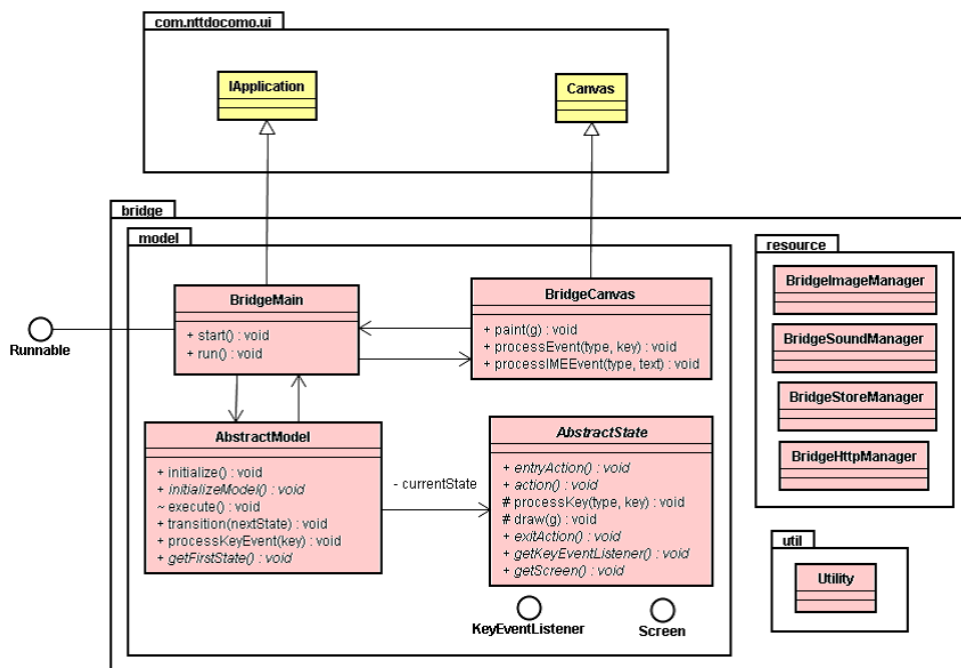 com.nttdocomo.ui
IApplication
Canvas
bridge
model
resource
BridgeMain
+ start() : void
+ run() : void
Runnable
BridgeCanvas
+ paint(g) : void
+ processEvent(type, key) : void
+ processIMEEvent(type, text) : void
BridgeImageManager
BridgeSoundManager
BridgeStoreManager
BridgeHttpManager
AbstractModel
+ initialize() : void
+ initializeModel() : void
~ execute() : void
+ transition(nextState) : void
+ processKeyEvent(key) : void
+ getFirstState() : void
- currentState
AbstractState
+ entryAction() : void
+ action() : void
# processKey(type, key) : void
# draw(g) : void
+ exitAction() : void
+ getKeyEventListener() : void
+ getScreen() : void
KeyEventListener
Screen
util
Utility